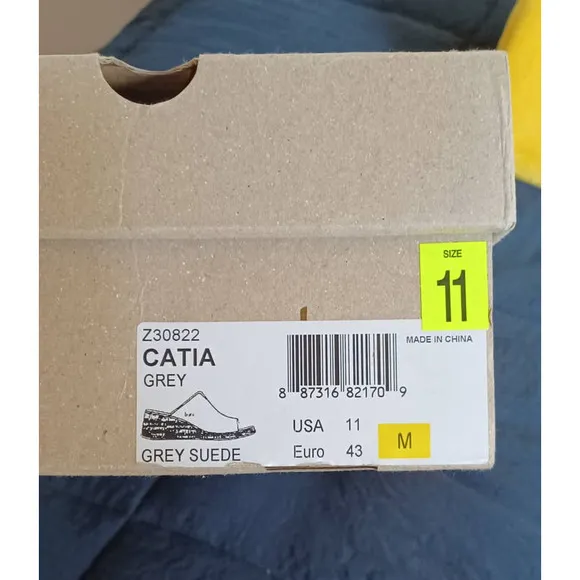 SIZE
11
MADE IN CHINA
Z30822
CATIA
GREY
GREY SUEDE
8 87316 82170 9
USA 11
Euro 43
M